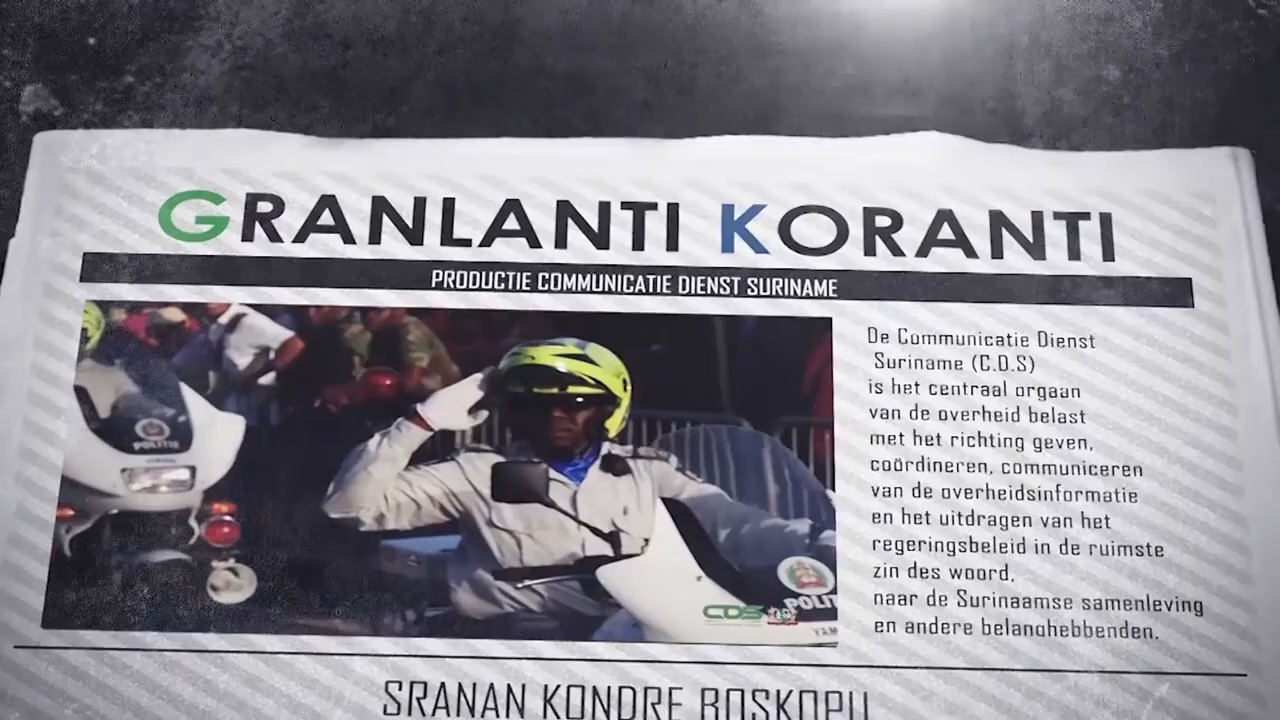 GRANLANTI KORANTI
PRODUCTIE COMMUNICATIE DIENST SURINAME
De Communicatie Dienst
Suriname (C.D.S)
is het centraal orgaan
van de overheid belast
met het richting geven,
coördineren, communiceren
van de overheidsinformatie
en het uitdragen van het
regeringsbeleid in de ruimste
zin des woord,
naar de Surinaamse samenleving
en andere belanghebbenden.
POLITIE
CDS
SRANAN KONDRE BOSKOPU